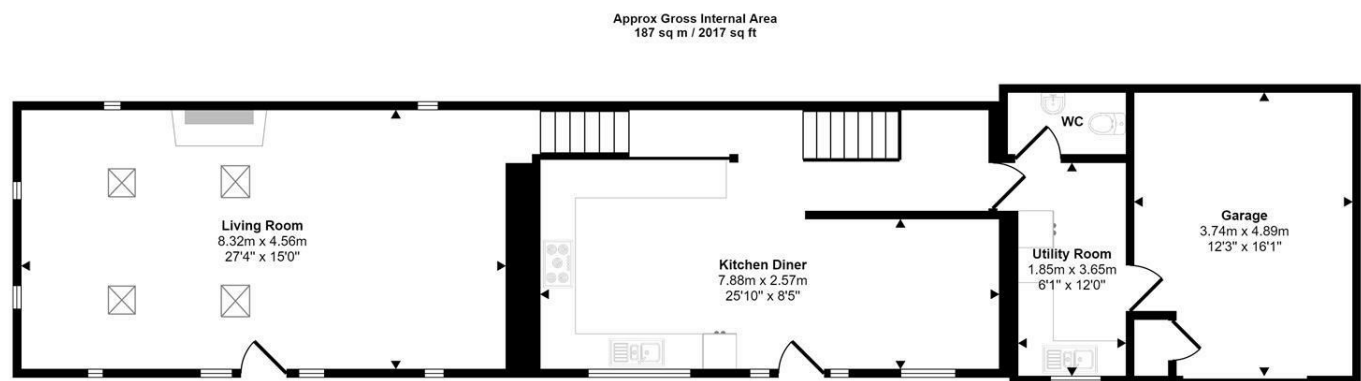 Approx Gross Internal Area
187 sq m / 2017 sq ft
WC
Living Room
8.32m x 4.56m
27'4" x 15'0"
Kitchen Diner
7.88m x 2.57m
25'10" x 8'5"
Utility Room
1.85m x 3.65m
6'1" x 12'0"
Garage
3.74m x 4.89m
12'3" x 16'1"